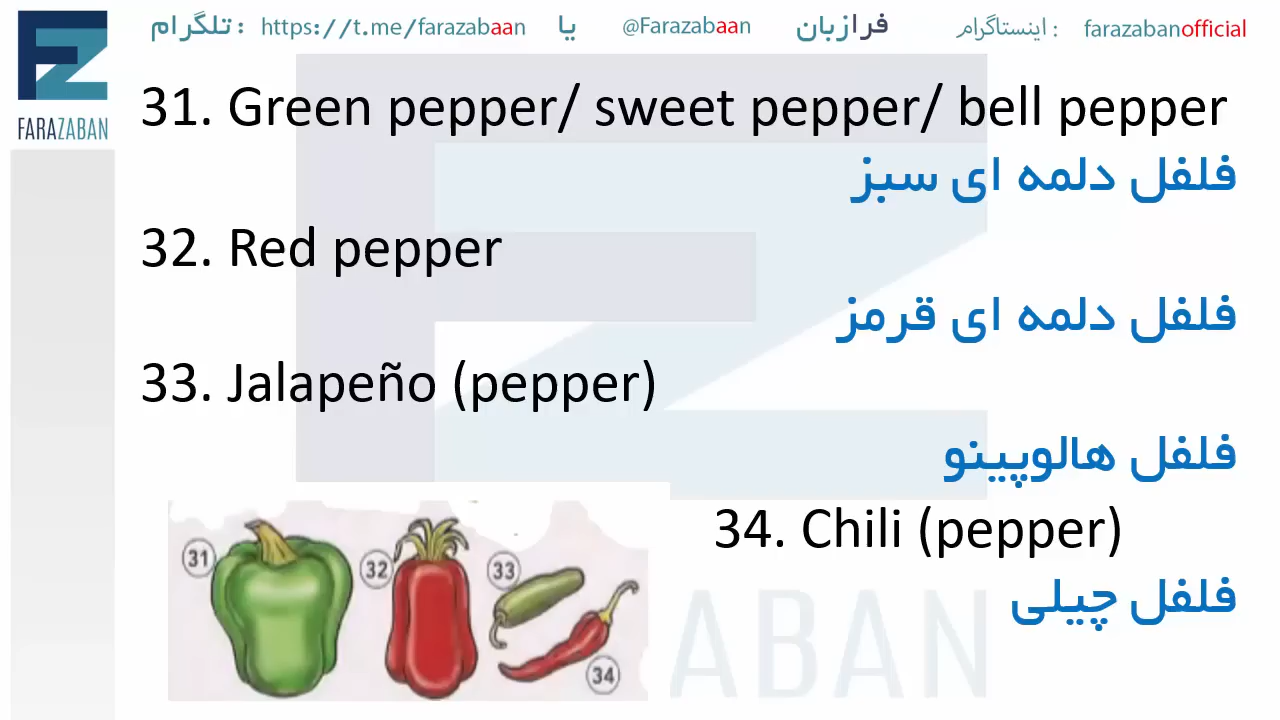 تلگرام : https://t.me/farazabaan یا @Farazabaan فرازبان اینستاگرام : farazabanofficial
FZ
FARAZABAN
31. Green pepper/ sweet pepper/ bell pepper
فلفل دلمه ای سبز
32. Red pepper
فلفل دلمه ای قرمز
33. Jalapeño (pepper)
فلفل هالوپینو
34. Chili (pepper)
فلفل چیلی
31
32
33
34
ABAN